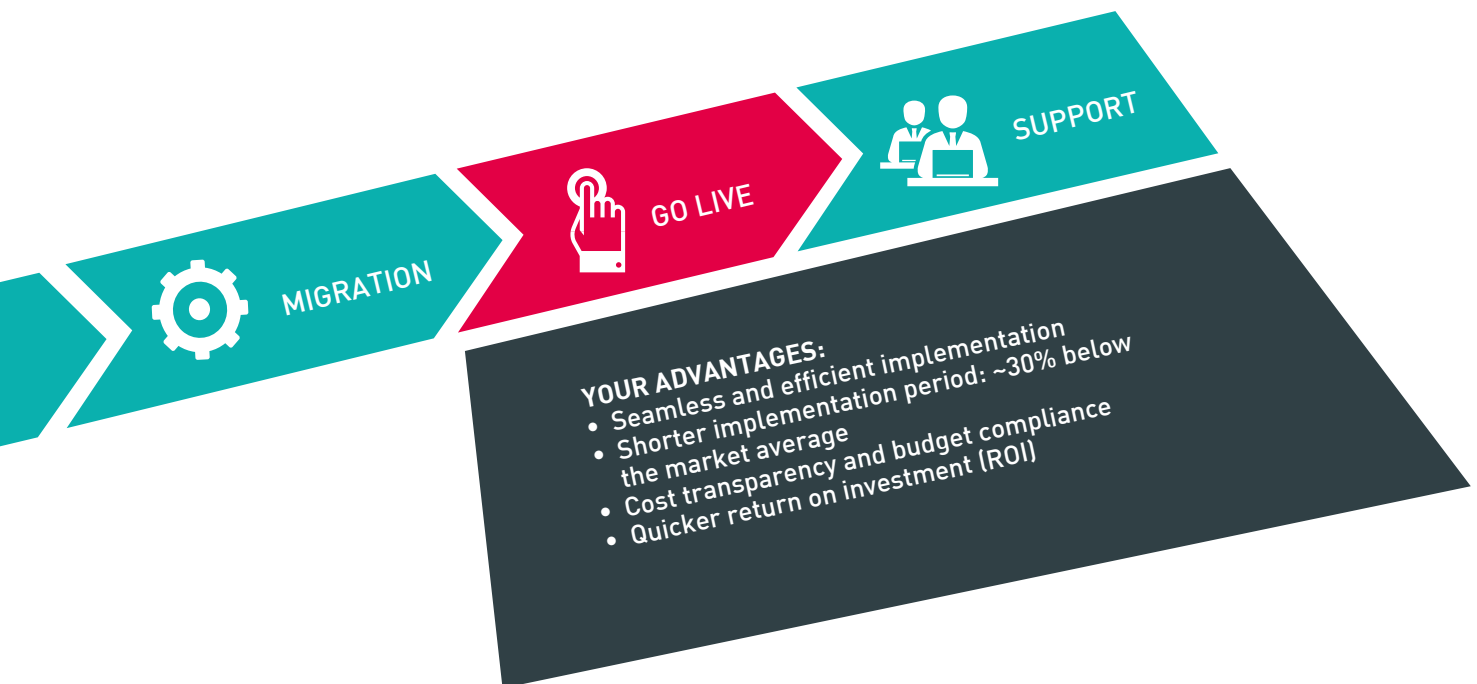 MIGRATION
GO LIVE
SUPPORT
YOUR ADVANTAGES:
• Seamless and efficient implementation
• Shorter implementation period: ~30% below
the market average
• Cost transparency and budget compliance
• Quicker return on investment (ROI)